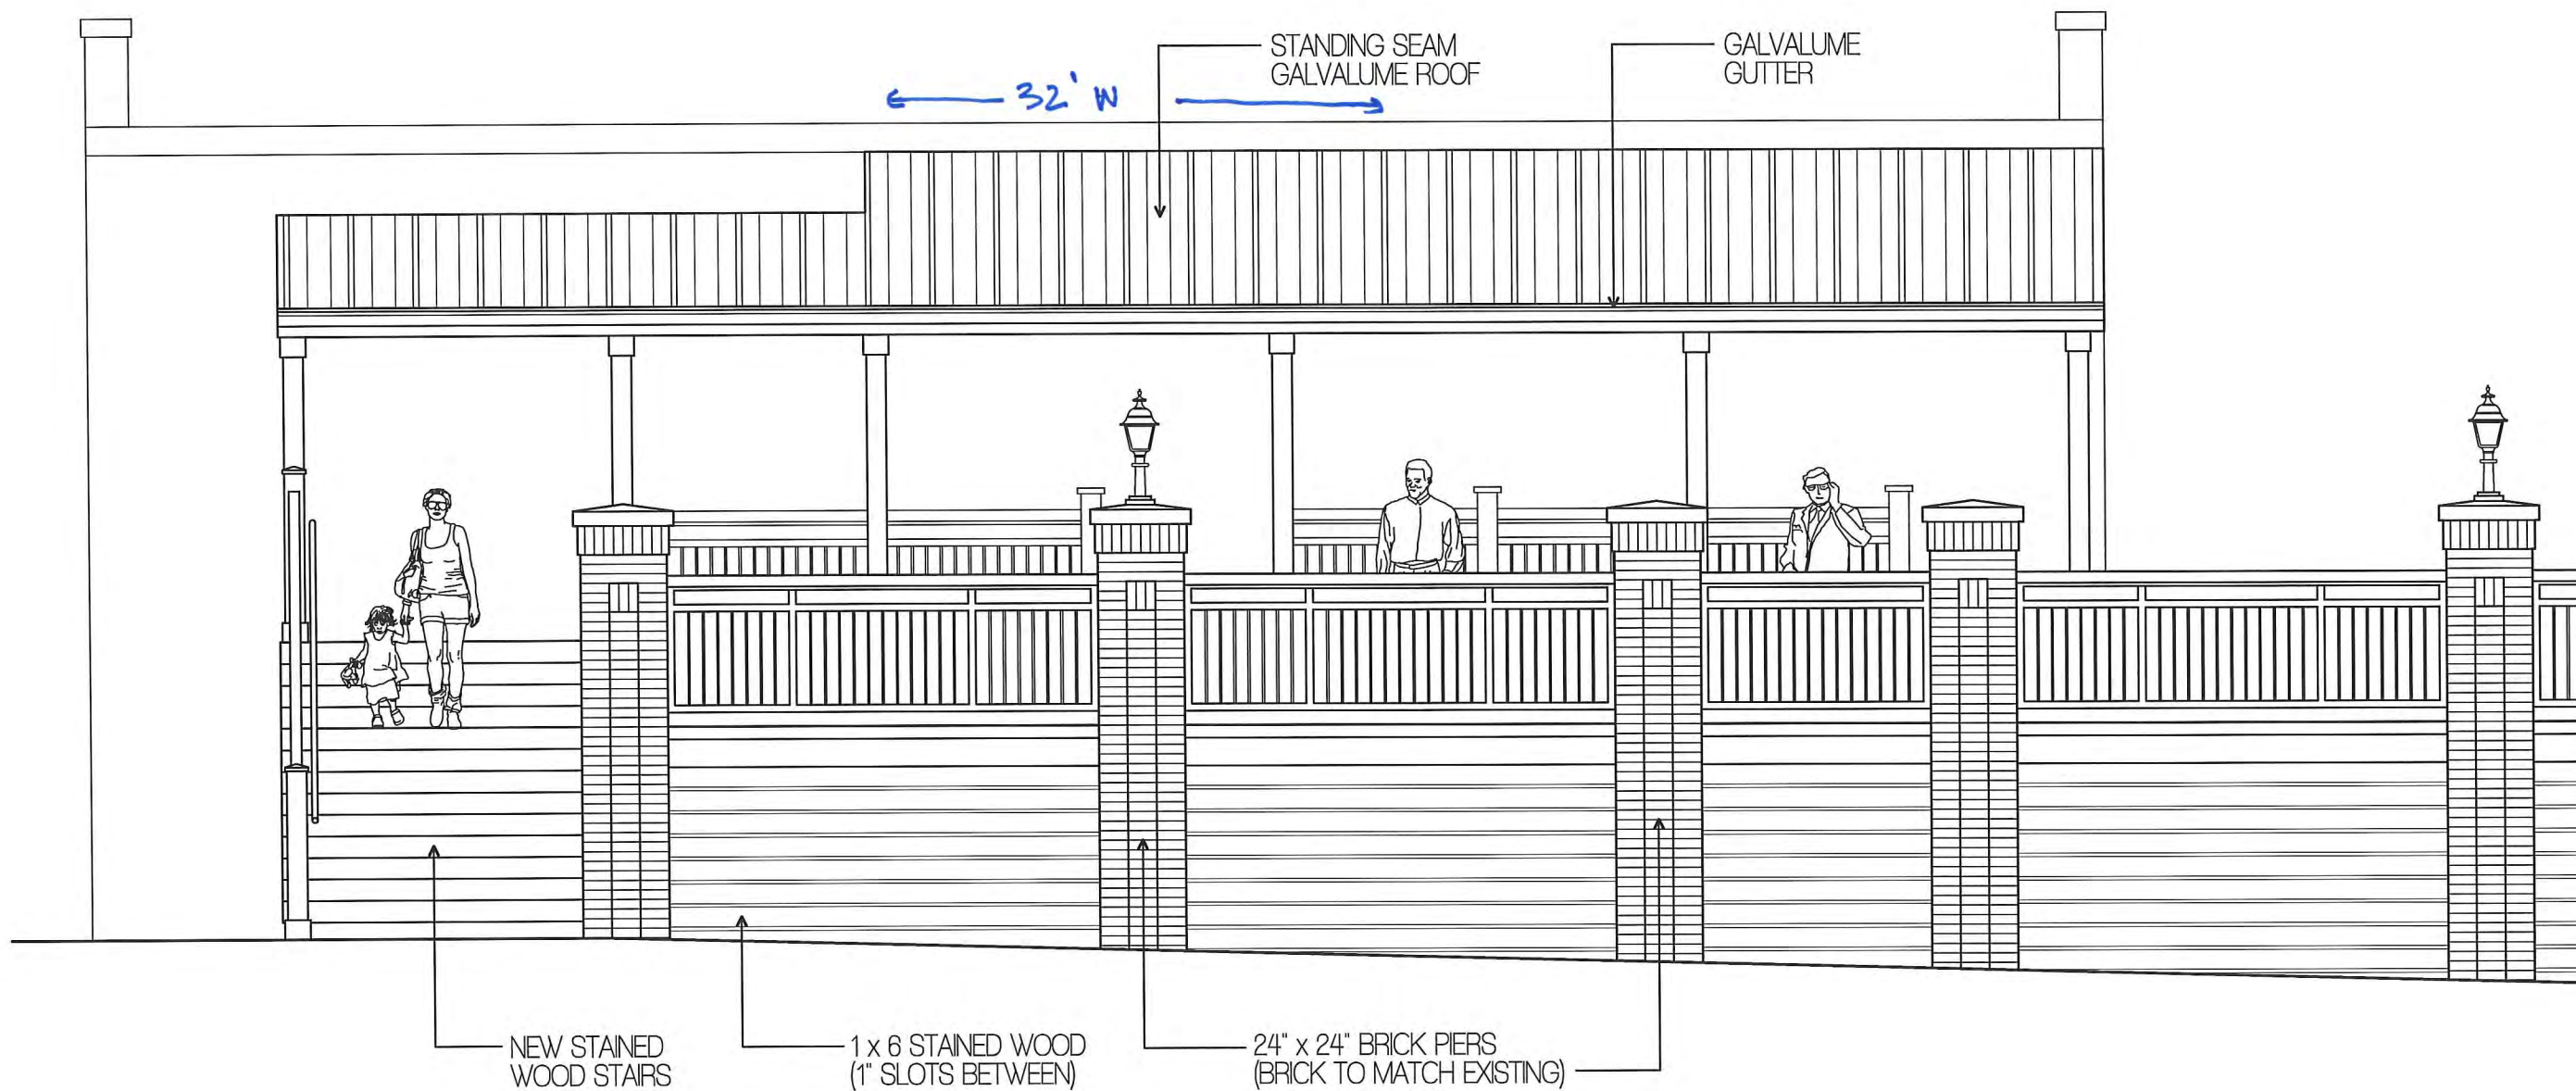 STANDING SEAM
GALVALUME ROOF
GALVALUME
GUTTER
32' W
NEW STAINED
WOOD STAIRS
1 x 6 STAINED WOOD
(1" SLOTS BETWEEN)
24" x 24" BRICK PIERS
(BRICK TO MATCH EXISTING)